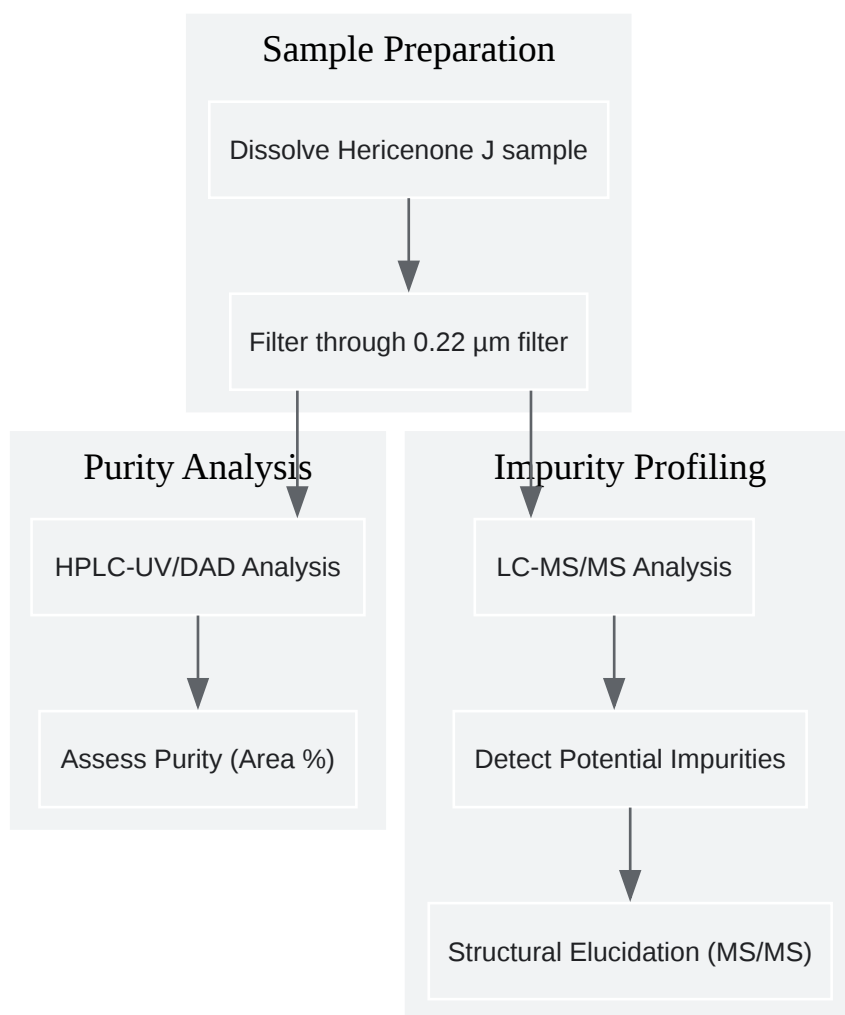 Sample Preparation
Dissolve Hericenone J sample
Filter through 0.22 µm filter
Purity Analysis
HPLC-UV/DAD Analysis
Assess Purity (Area %)
Impurity Profiling
LC-MS/MS Analysis
Detect Potential Impurities
Structural Elucidation (MS/MS)